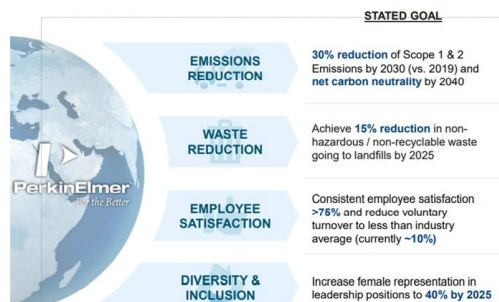 STATED GOAL
EMISSIONS
REDUCTION
30% reduction of Scope 1 & 2
Emissions by 2030 (vs. 2019) and
net carbon neutrality by 2040
WASTE
REDUCTION
Achieve 15% reduction in non-
hazardous / non-recyclable waste
going to landfills by 2025
PerkinElmer
For the Better
EMPLOYEE
SATISFACTION
Consistent employee satisfaction
>75% and reduce voluntary
turnover to less than industry
average (currently ~10%)
DIVERSITY &
INCLUSION
Increase female representation in
leadership positions to 40% by 2025